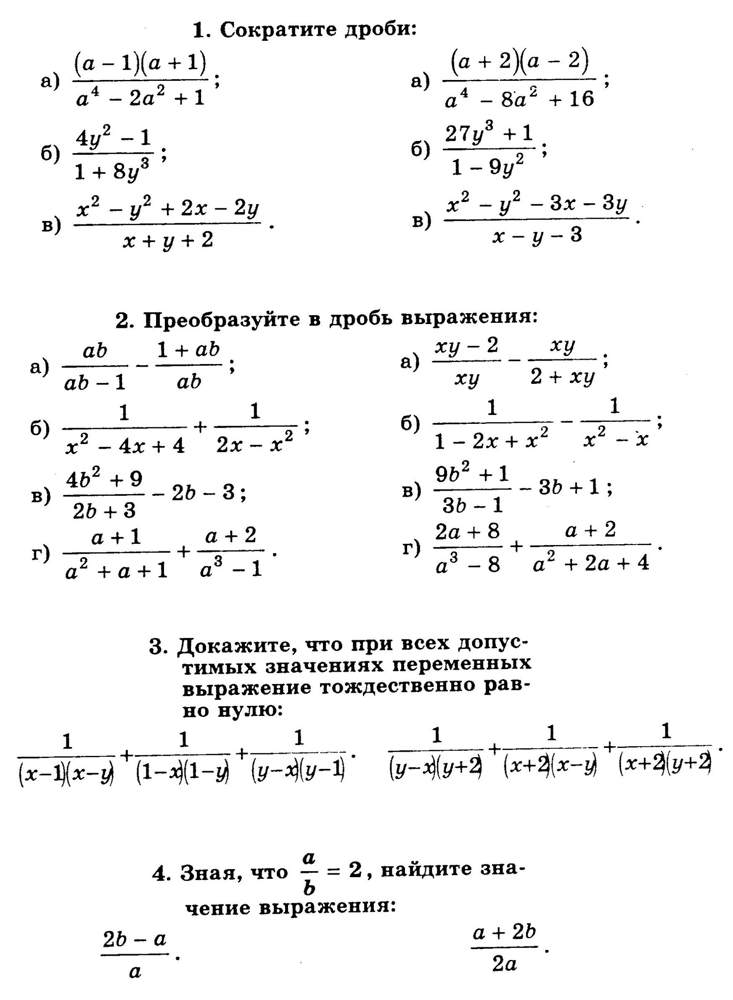 1. Сократите дроби:
а) \frac{(a - 1)(a + 1)}{a^4 - 2a^2 + 1};
а) \frac{(a + 2)(a - 2)}{a^4 - 8a^2 + 16};
б) \frac{4y^2 - 1}{1 + 8y^3};
б) \frac{27y^3 + 1}{1 - 9y^2};
в) \frac{x^2 - y^2 + 2x - 2y}{x + y + 2}.
в) \frac{x^2 - y^2 - 3x - 3y}{x - y - 3}.
2. Преобразуйте в дробь выражения:
а) \frac{ab}{ab - 1} - \frac{1 + ab}{ab};
а) \frac{xy - 2}{xy} - \frac{xy}{2 + xy};
б) \frac{1}{x^2 - 4x + 4} + \frac{1}{2x - x^2};
б) \frac{1}{1 - 2x + x^2} - \frac{1}{x^2 - x};
в) \frac{4b^2 + 9}{2b + 3} - 2b - 3;
в) \frac{9b^2 + 1}{3b - 1} - 3b + 1;
г) \frac{a + 1}{a^2 + a + 1} + \frac{a + 2}{a^3 - 1}.
г) \frac{2a + 8}{a^3 - 8} + \frac{a + 2}{a^2 + 2a + 4}.
3. Докажите, что при всех допус-
тимых значениях переменных
выражение тождественно рав-
но нулю:
\frac{1}{(x-1)(x-y)} + \frac{1}{(1-x)(1-y)} + \frac{1}{(y-x)(y-1)}.
\frac{1}{(y-x)(y+2)} + \frac{1}{(x+2)(x-y)} + \frac{1}{(x+2)(y+2)}.
4. Зная, что \frac{a}{b} = 2, найдите зна-
чение выражения:
\frac{2b - a}{a}.
\frac{a + 2b}{2a}.